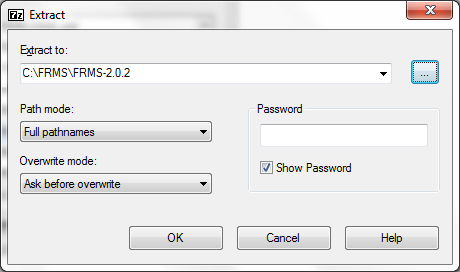 7z Extract
Extract to:
C:\FRMS\FRMS-2.0.2
...
Path mode:
Full pathnames
Password
Overwrite mode:
Ask before overwrite
Show Password
OK
Cancel
Help